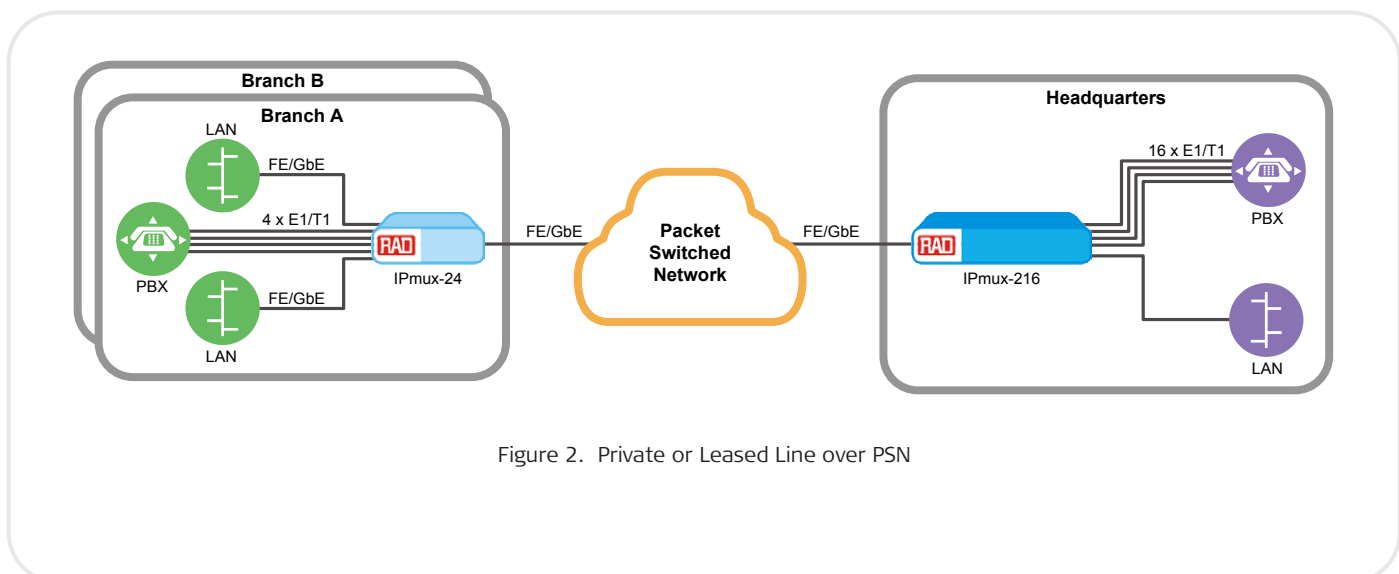 Branch B
Branch A
LAN
FE/GbE
4 x E1/T1
PBX
RAD
IPmux-24
FE/GbE
LAN
FE/GbE
Packet
Switched
Network
FE/GbE
Headquarters
16 x E1/T1
PBX
RAD
IPmux-216
LAN
Figure 2. Private or Leased Line over PSN